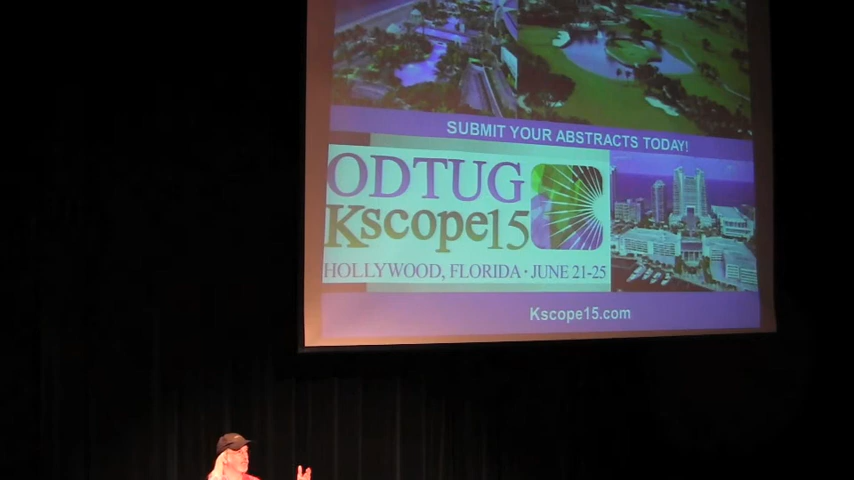 SUBMIT YOUR ABSTRACTS TODAY!
ODTUG
Kscope15
HOLLYWOOD, FLORIDA · JUNE 21-25
Kscope15.com